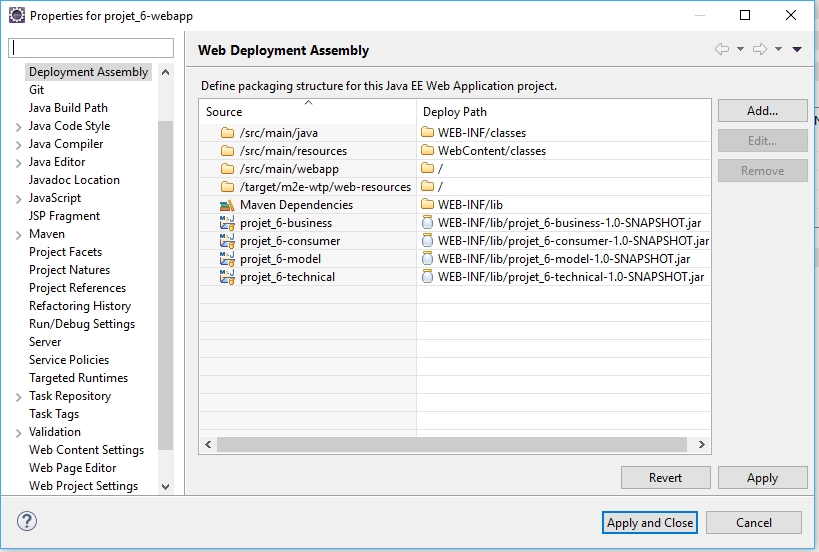 Properties for projet_6-webapp
Deployment Assembly
Git
Java Build Path
Java Code Style
Java Compiler
Java Editor
Javadoc Location
JavaScript
JSP Fragment
Maven
Project Facets
Project Natures
Project References
Refactoring History
Run/Debug Settings
Server
Service Policies
Targeted Runtimes
Task Repository
Task Tags
Validation
Web Content Settings
Web Page Editor
Web Project Settings
Web Deployment Assembly
Define packaging structure for this Java EE Web Application project.
Source Deploy Path
/src/main/java WEB-INF/classes
/src/main/resources WebContent/classes
/src/main/webapp /
/target/m2e-wtp/web-resources /
Maven Dependencies WEB-INF/lib
projet_6-business WEB-INF/lib/projet_6-business-1.0-SNAPSHOT.jar
projet_6-consumer WEB-INF/lib/projet_6-consumer-1.0-SNAPSHOT.jar
projet_6-model WEB-INF/lib/projet_6-model-1.0-SNAPSHOT.jar
projet_6-technical WEB-INF/lib/projet_6-technical-1.0-SNAPSHOT.jar
Add...
Edit...
Remove
Revert Apply
Apply and Close Cancel